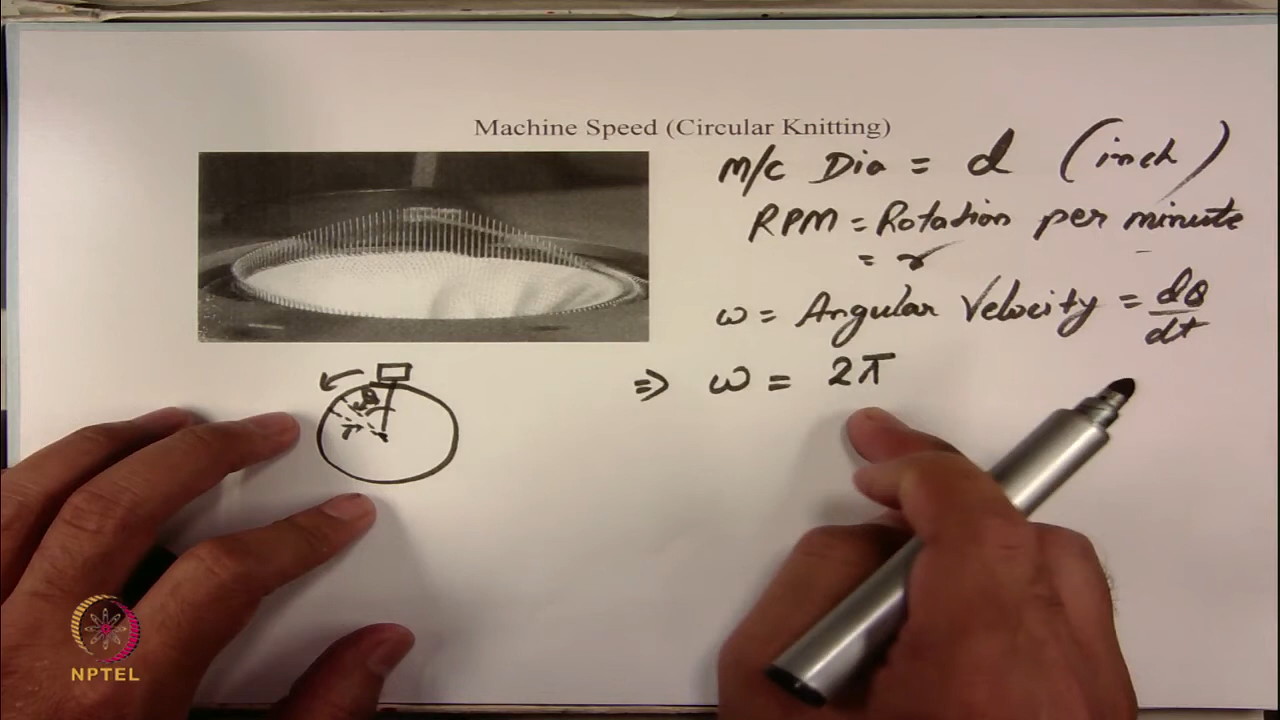 Machine Speed (Circular Knitting)
M/C Dia = d (inch)
RPM = Rotation per minute
= r
ω = Angular Velocity = dθ/dt
⇒ ω = 2π
θ
r
NPTEL